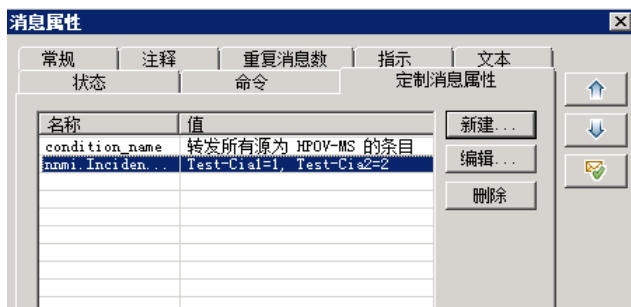 消息属性
常规 注释 重复消息数 指示 文本
状态 命令 定制消息属性
名称 值
condition_name 转发所有源为 HPOV-MS 的条目
nnmi.Inciden... Test-Cia1=1, Test-Cia2=2
新建...
编辑...
删除